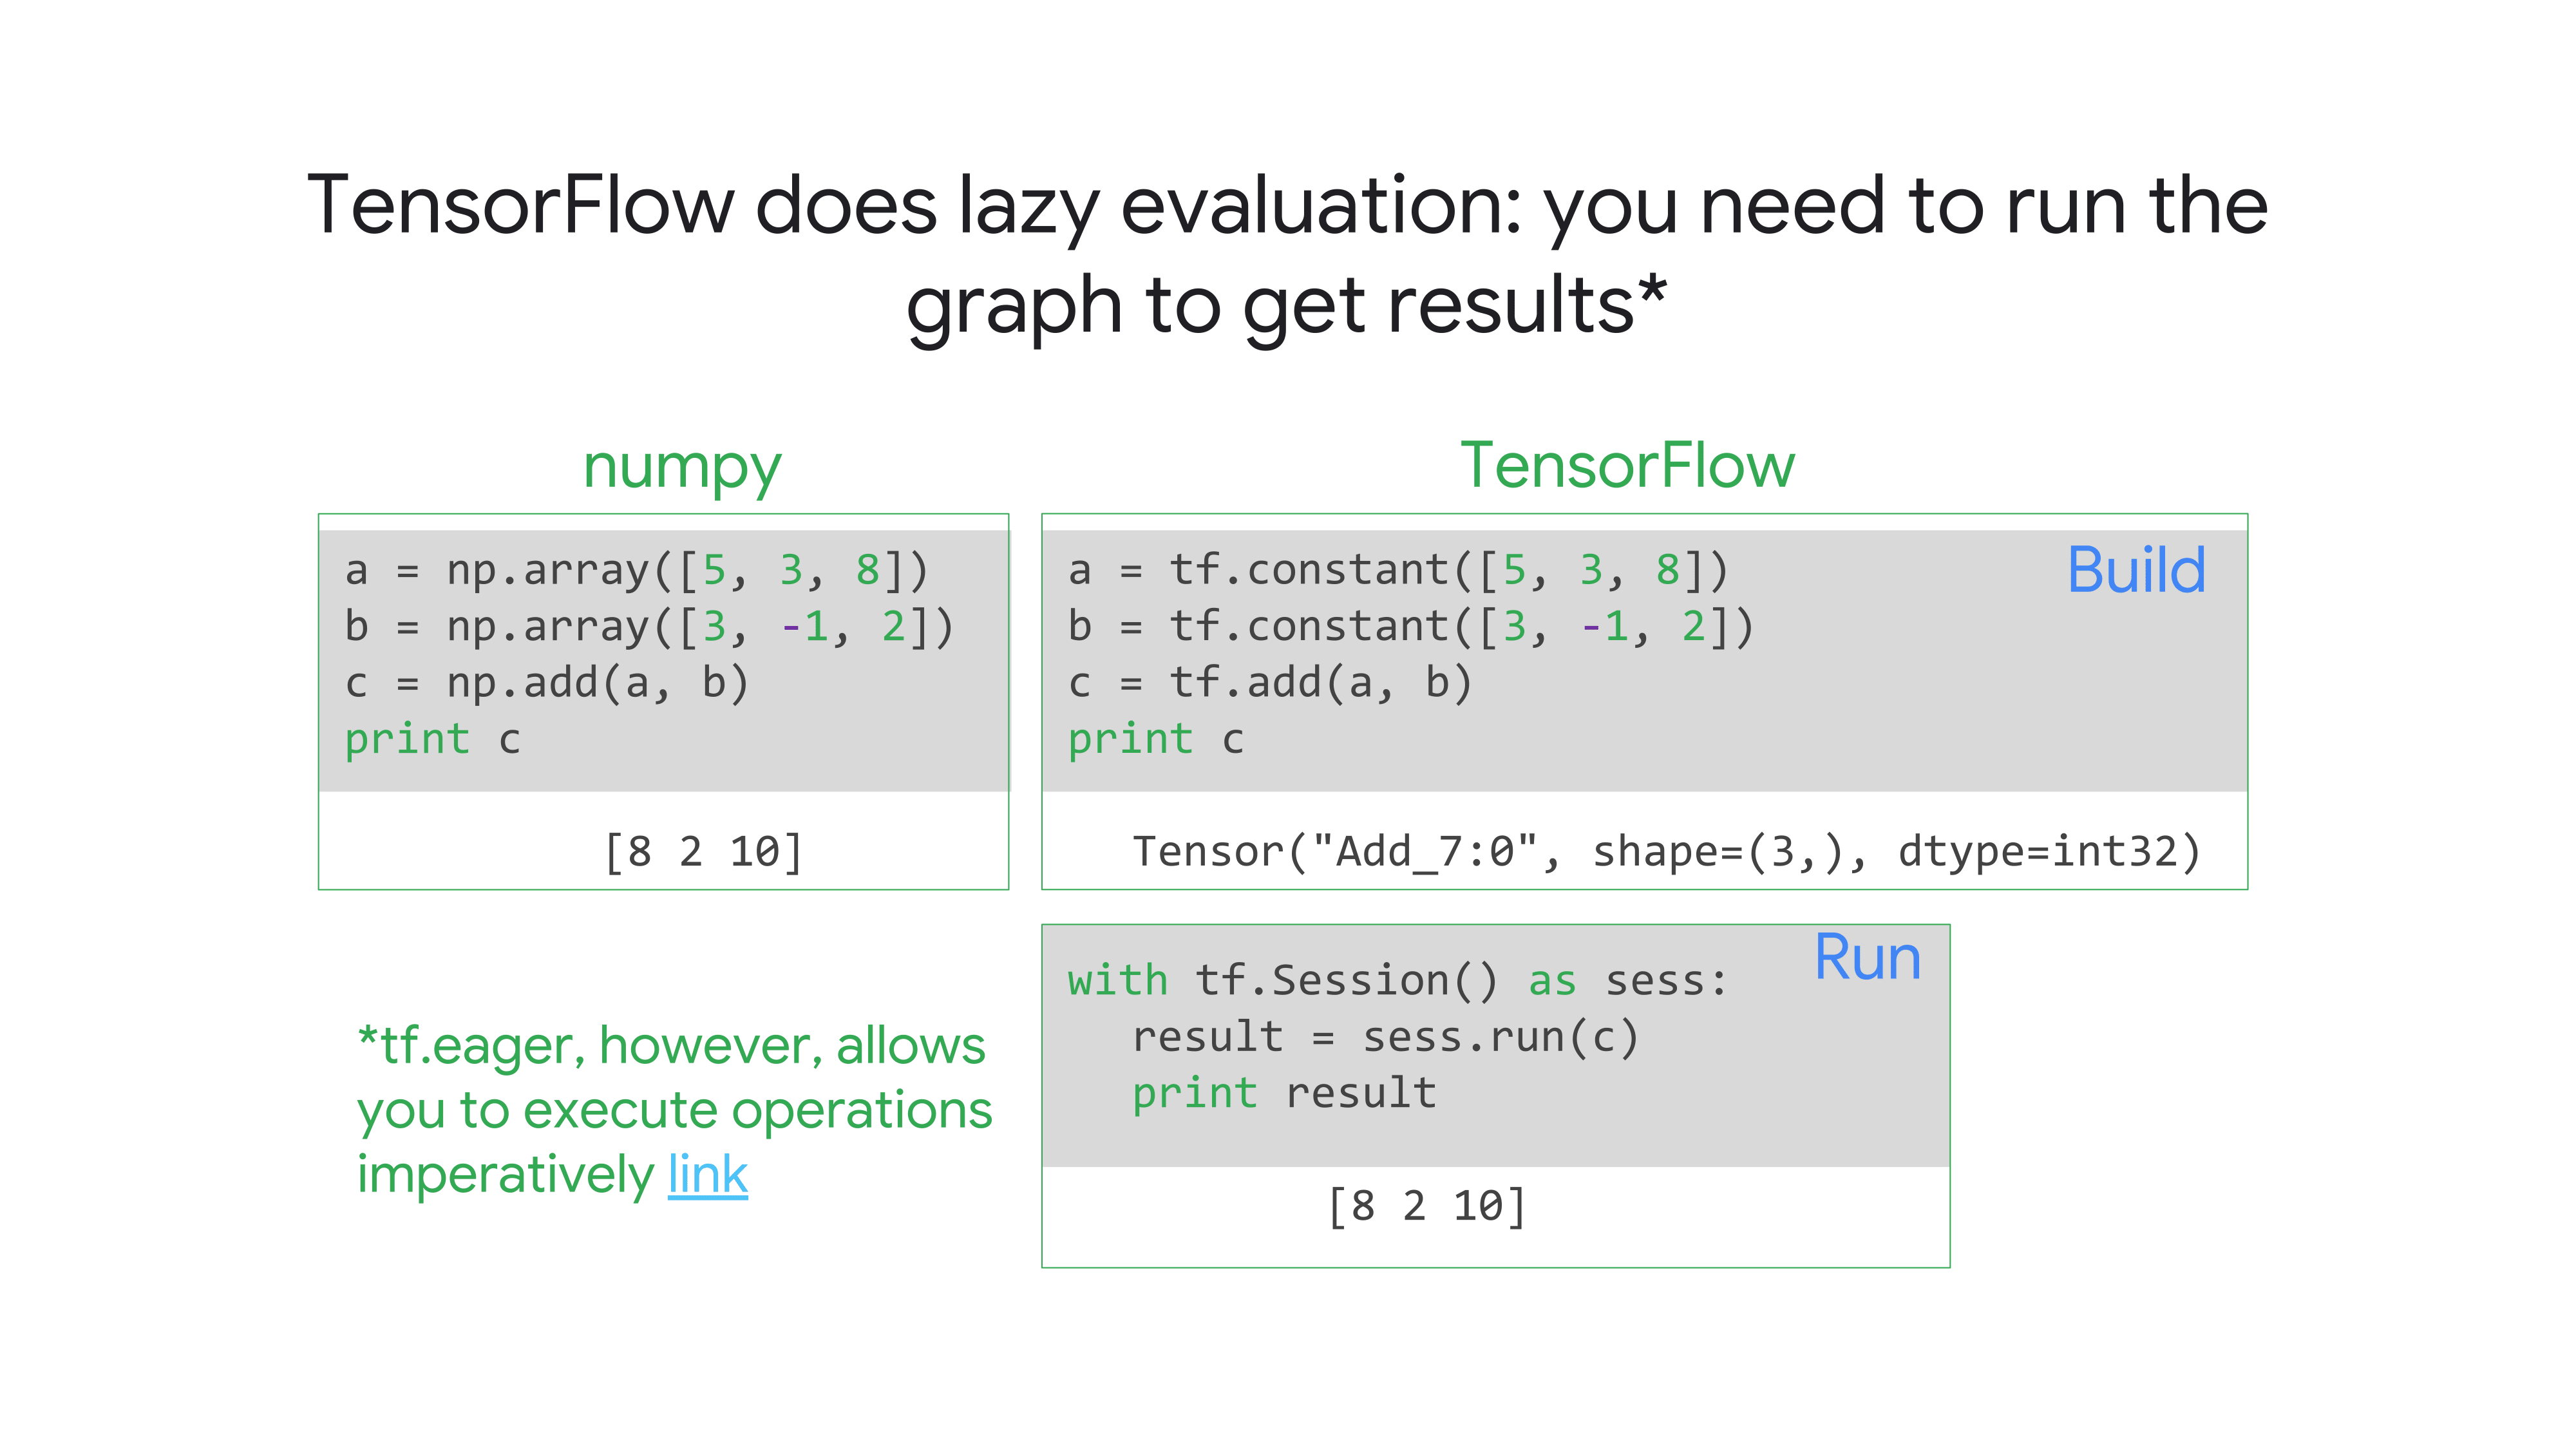 TensorFlow does lazy evaluation: you need to run the
graph to get results*
numpy
a = np.array([5, 3, 8])
b = np.array([3, -1, 2])
c = np.add(a, b)
print c
[8 2 10]
TensorFlow
Build
a = tf.constant([5, 3, 8])
b = tf.constant([3, -1, 2])
c = tf.add(a, b)
print c
Tensor("Add_7:0", shape=(3,), dtype=int32)
Run
with tf.Session() as sess:
  result = sess.run(c)
  print result
[8 2 10]
*tf.eager, however, allows
you to execute operations
imperatively link